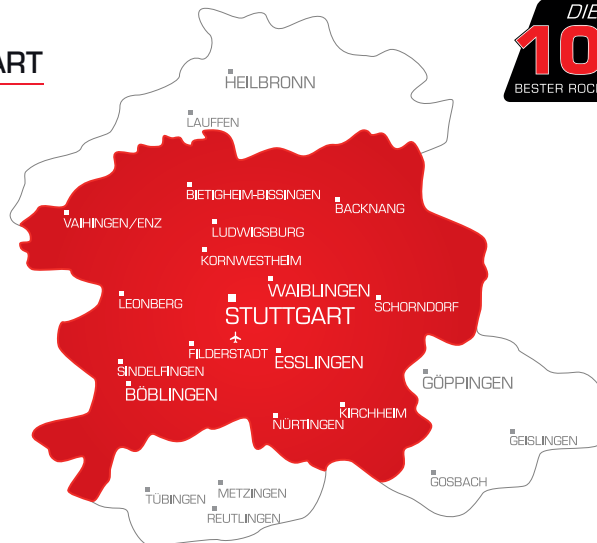 ART
DIE
10
BESTER ROCK
HEILBRONN
LAUFFEN
BIETIGHEIM-BISSINGEN
BACKNANG
VAIHINGEN/ENZ
LUDWIGSBURG
KORNWESTHEIM
WAIBLINGEN
LEONBERG
SCHORNDORF
STUTTGART
FILDERSTADT
ESSLINGEN
SINDELFINGEN
GÖPPINGEN
BÖBLINGEN
KIRCHHEIM
NÜRTINGEN
GEISLINGEN
GOSBACH
METZINGEN
TÜBINGEN
REUTLINGEN